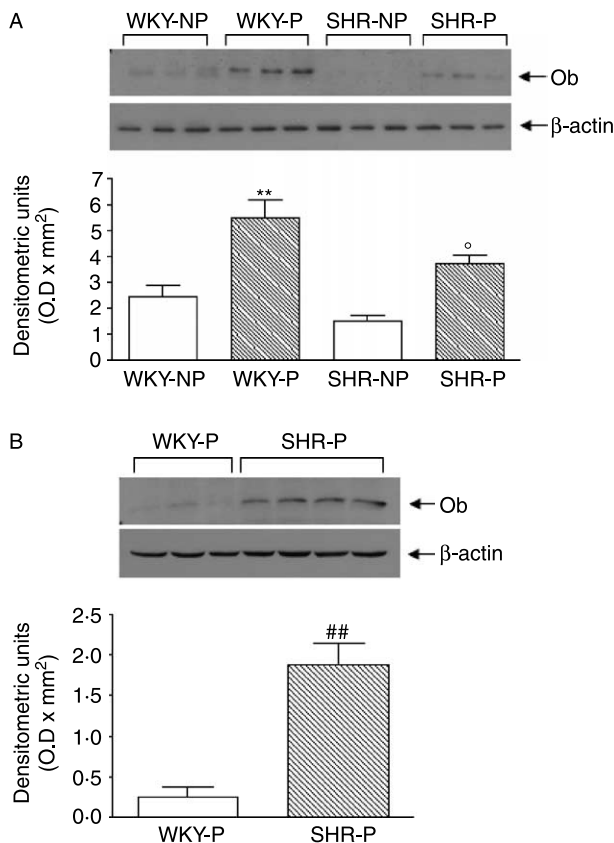 A
WKY-NP WKY-P SHR-NP SHR-P
Ob
β-actin
Densitometric units
(O.D x mm²)
7
6
5
4
3
2
1
0
**
°
WKY-NP WKY-P SHR-NP SHR-P
B
WKY-P SHR-P
Ob
β-actin
Densitometric units
(O.D x mm²)
2·5
2·0
1·5
1·0
0·5
0·0
##
WKY-P SHR-P